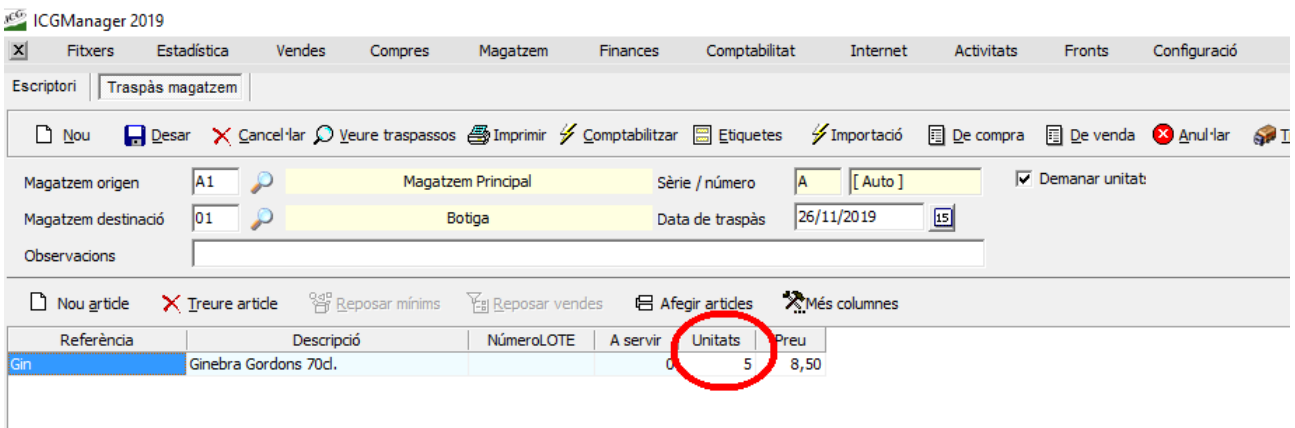 ICG ICGManager 2019
X Fitxers Estadística Vendes Compres Magatzem Finances Comptabilitat Internet Activitats Fronts Configuració
Escriptori Traspàs magatzem
Nou Desar Cancel·lar Veure traspassos Imprimir Comptabilitzar Etiquetes Importació De compra De venda Anul·lar
Magatzem origen A1 Magatzem Principal Sèrie / número A [ Auto ] Demanar unitat
Magatzem destinació 01 Botiga Data de traspàs 26/11/2019 15
Observacions
Nou article Treure article Reposar mínims Reposar vendes Afegir articles Més columnes
Referència Descripció NúmeroLOTE A servir Unitats Preu
Gin Ginebra Gordons 70cl. 0 5 8,50